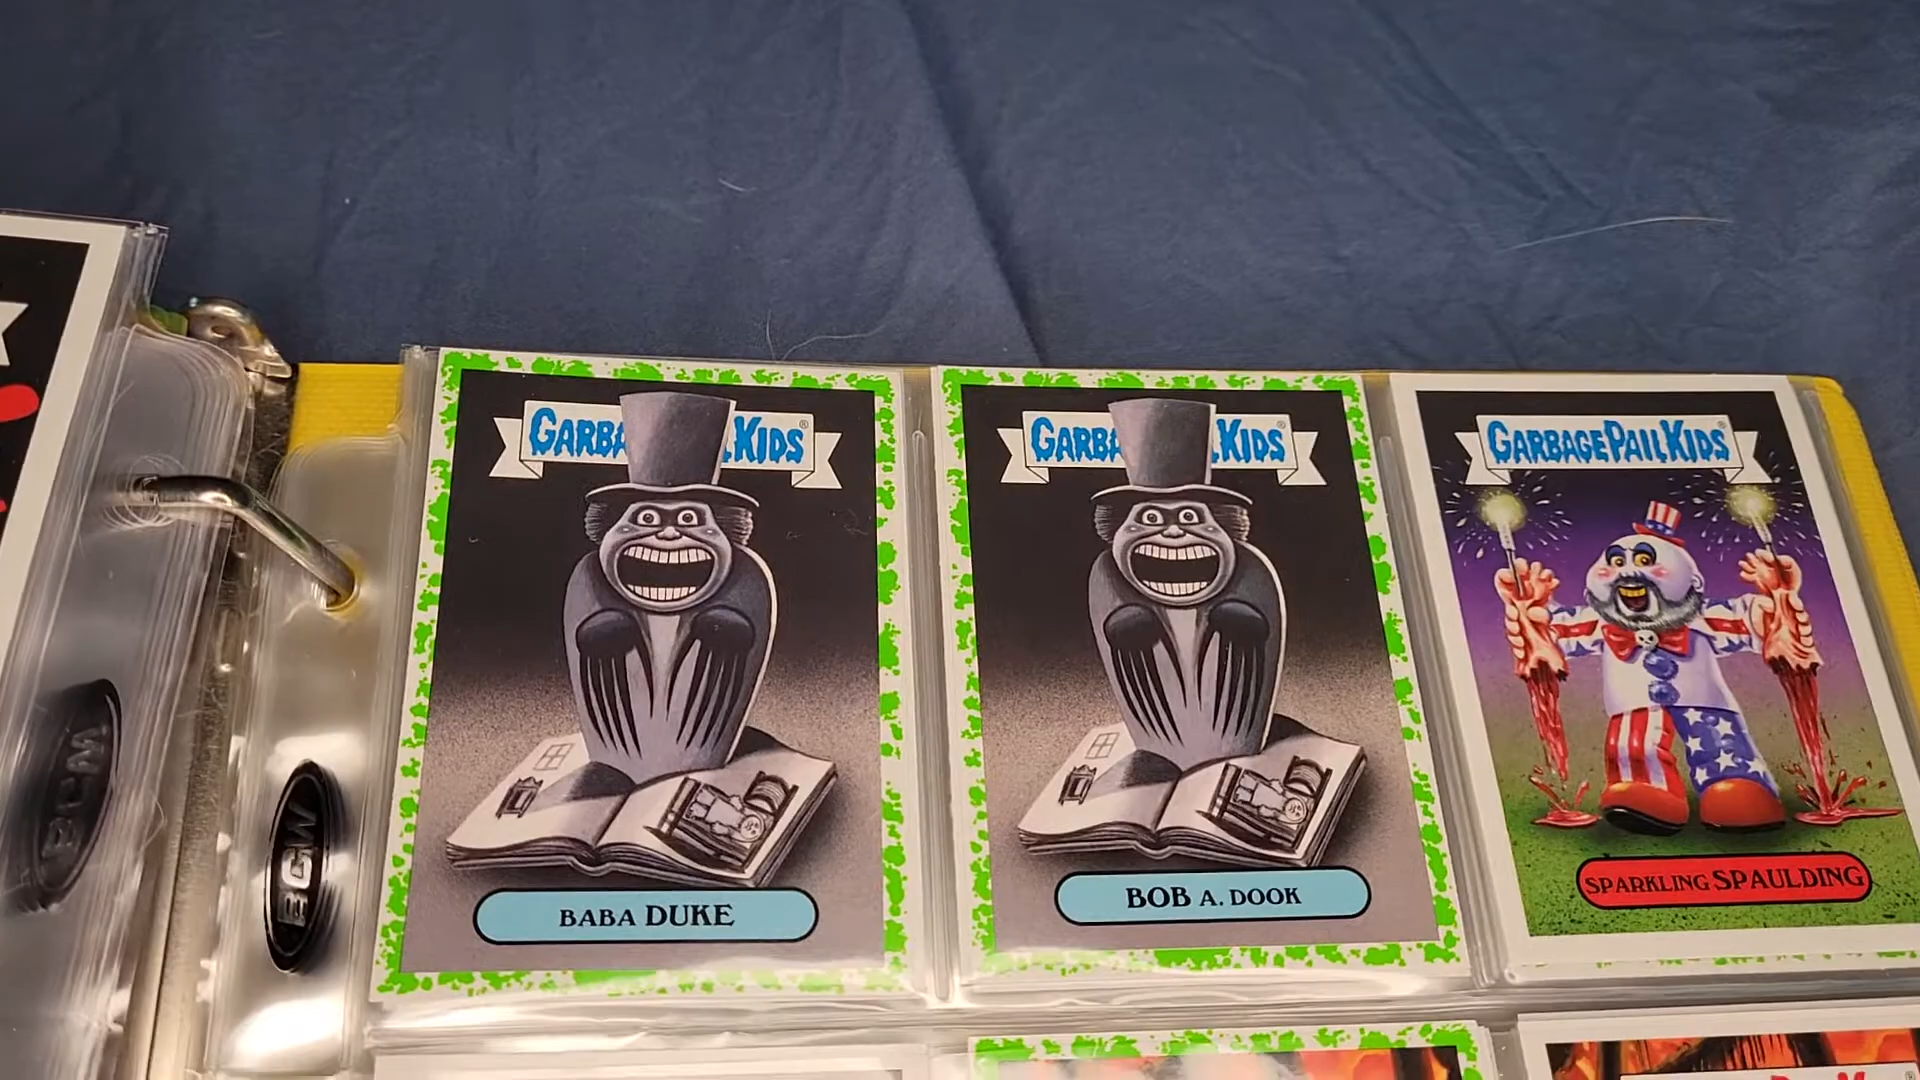 GARBA KIDS®
GARBA KIDS®
GARBAGE PAIL KIDS®
BABA DUKE
BOB A. DOOK
SPARKLING SPAULDING
BCW
BCW